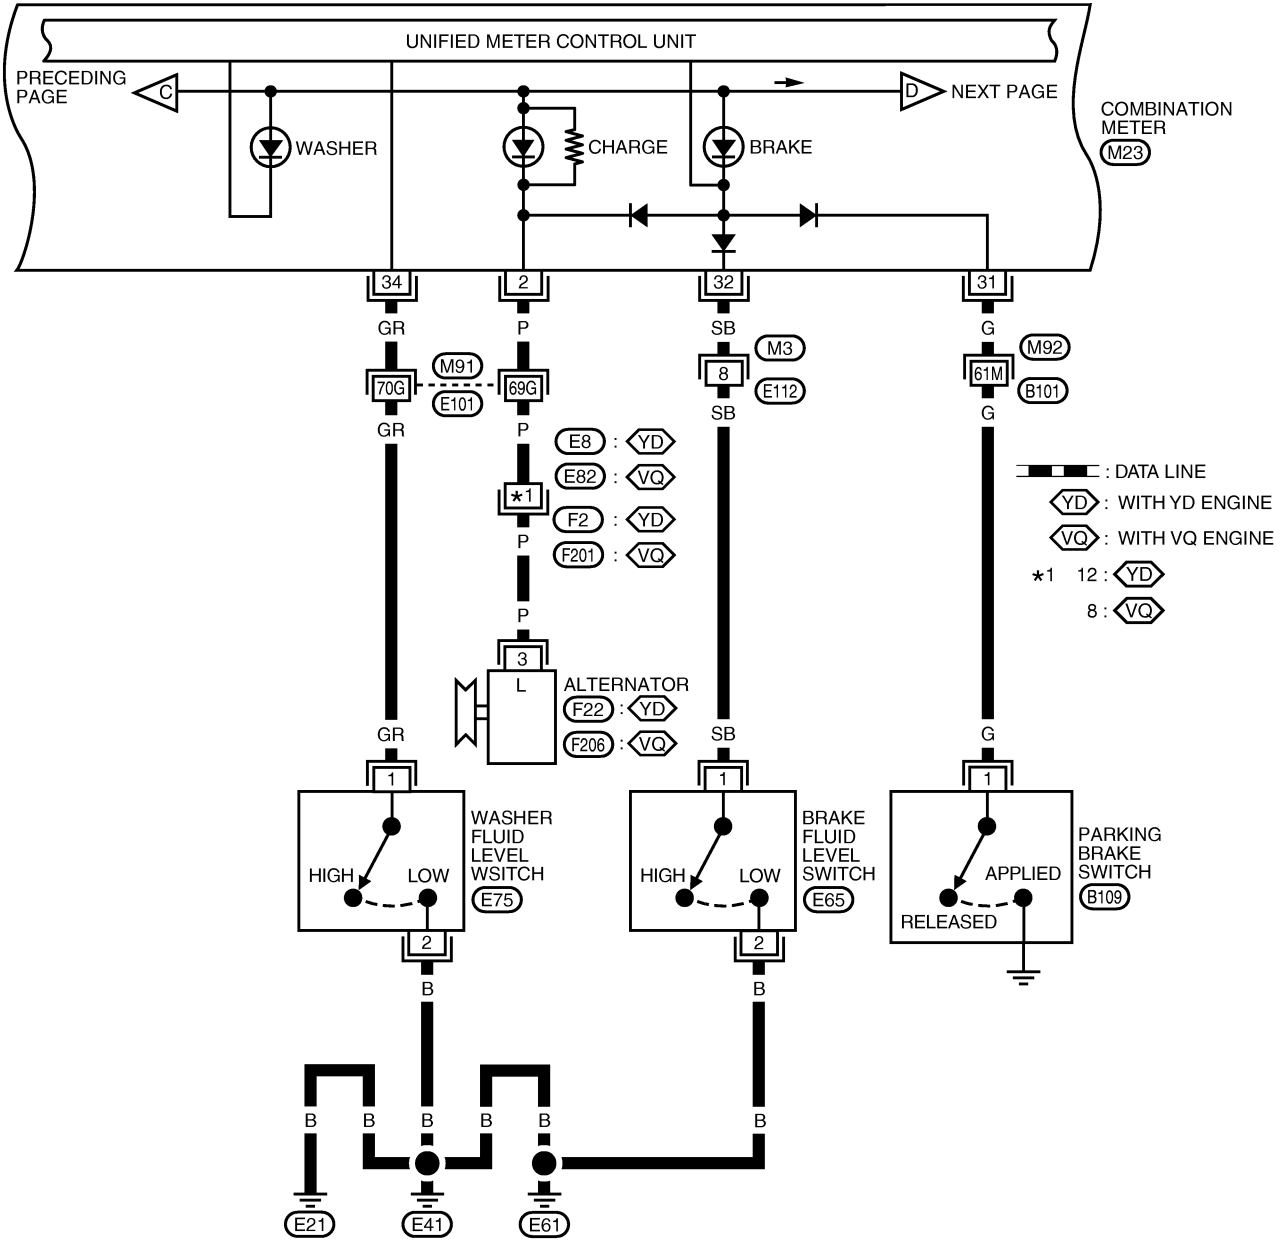 UNIFIED METER CONTROL UNIT
PRECEDING
PAGE
C
D
NEXT PAGE
WASHER
CHARGE
BRAKE
COMBINATION
METER
M23
34
2
32
31
GR
P
SB
G
M91
M3
M92
70G
69G
8
61M
E101
E112
B101
GR
P
SB
G
E8 : YD
E82 : VQ
*1
F2 : YD
F201 : VQ
: DATA LINE
YD : WITH YD ENGINE
VQ : WITH VQ ENGINE
*1 12 : YD
8 : VQ
P
P
3
L
ALTERNATOR
F22 : YD
F206 : VQ
GR
SB
G
1
1
1
WASHER
FLUID
LEVEL
WSITCH
E75
HIGH
LOW
BRAKE
FLUID
LEVEL
SWITCH
E65
HIGH
LOW
PARKING
BRAKE
SWITCH
B109
APPLIED
RELEASED
2
2
B
B
B
B
B
B
B
B
E21
E41
E61